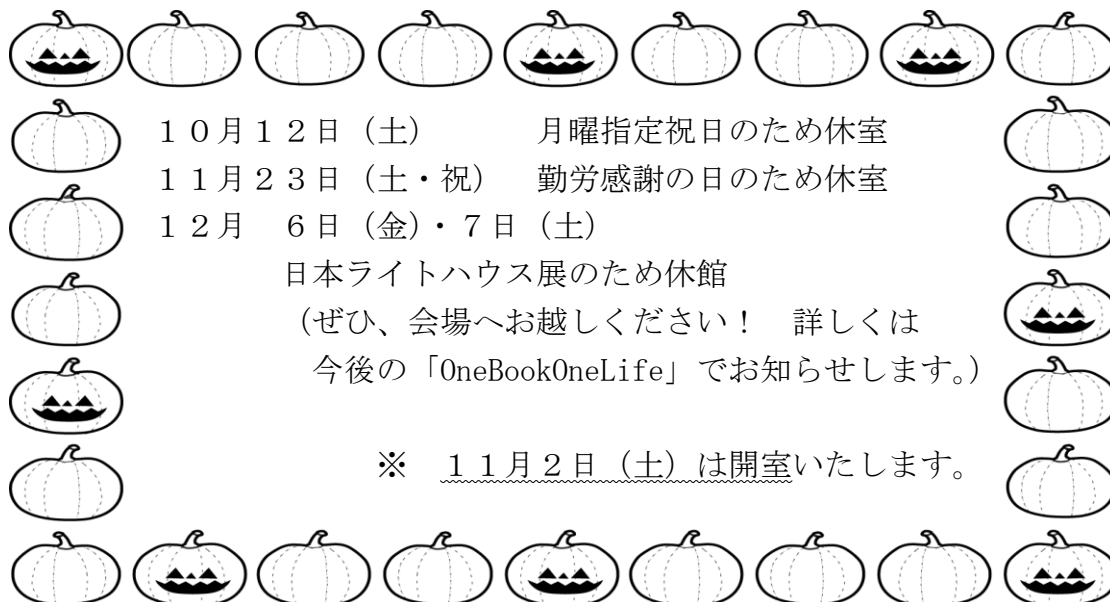 １０月１２日（土）　　　月曜指定祝日のため休室
１１月２３日（土・祝）　勤労感謝の日のため休室
１２月　６日（金）・７日（土）
日本ライトハウス展のため休館
（ぜひ、会場へお越しください！　詳しくは
今後の「OneBookOneLife」でお知らせします。）
※　１１月２日（土）は開室いたします。